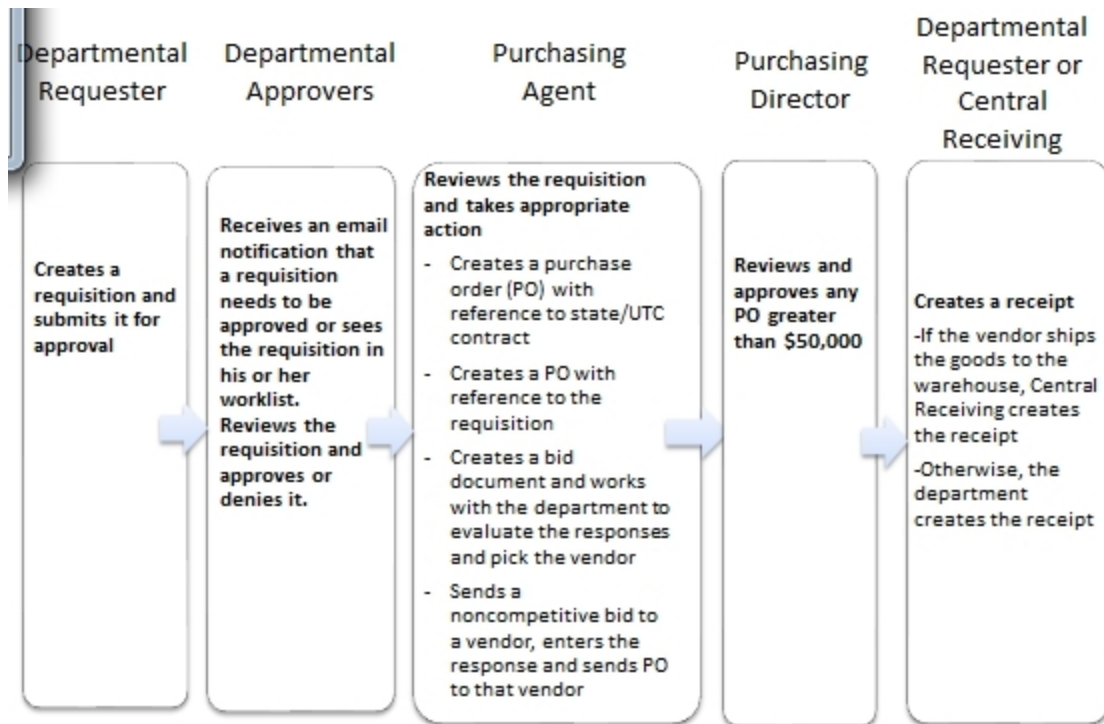 Departmental
Requester
Departmental
Approvers
Purchasing
Agent
Purchasing
Director
Departmental
Requester or
Central
Receiving
Creates a
requisition and
submits it for
approval
Receives an email
notification that
a requisition
needs to be
approved or sees
the requisition in
his or her
worklist.
Reviews the
requisition and
approves or
denies it.
Reviews the requisition
and takes appropriate
action
- Creates a purchase
order (PO) with
reference to state/UTC
contract
- Creates a PO with
reference to the
requisition
- Creates a bid
document and works
with the department to
evaluate the responses
and pick the vendor
- Sends a
noncompetitive bid to
a vendor, enters the
response and sends PO
to that vendor
Reviews and
approves any
PO greater
than $50,000
Creates a receipt
-If the vendor ships
the goods to the
warehouse, Central
Receiving creates
the receipt
-Otherwise, the
department
creates the receipt